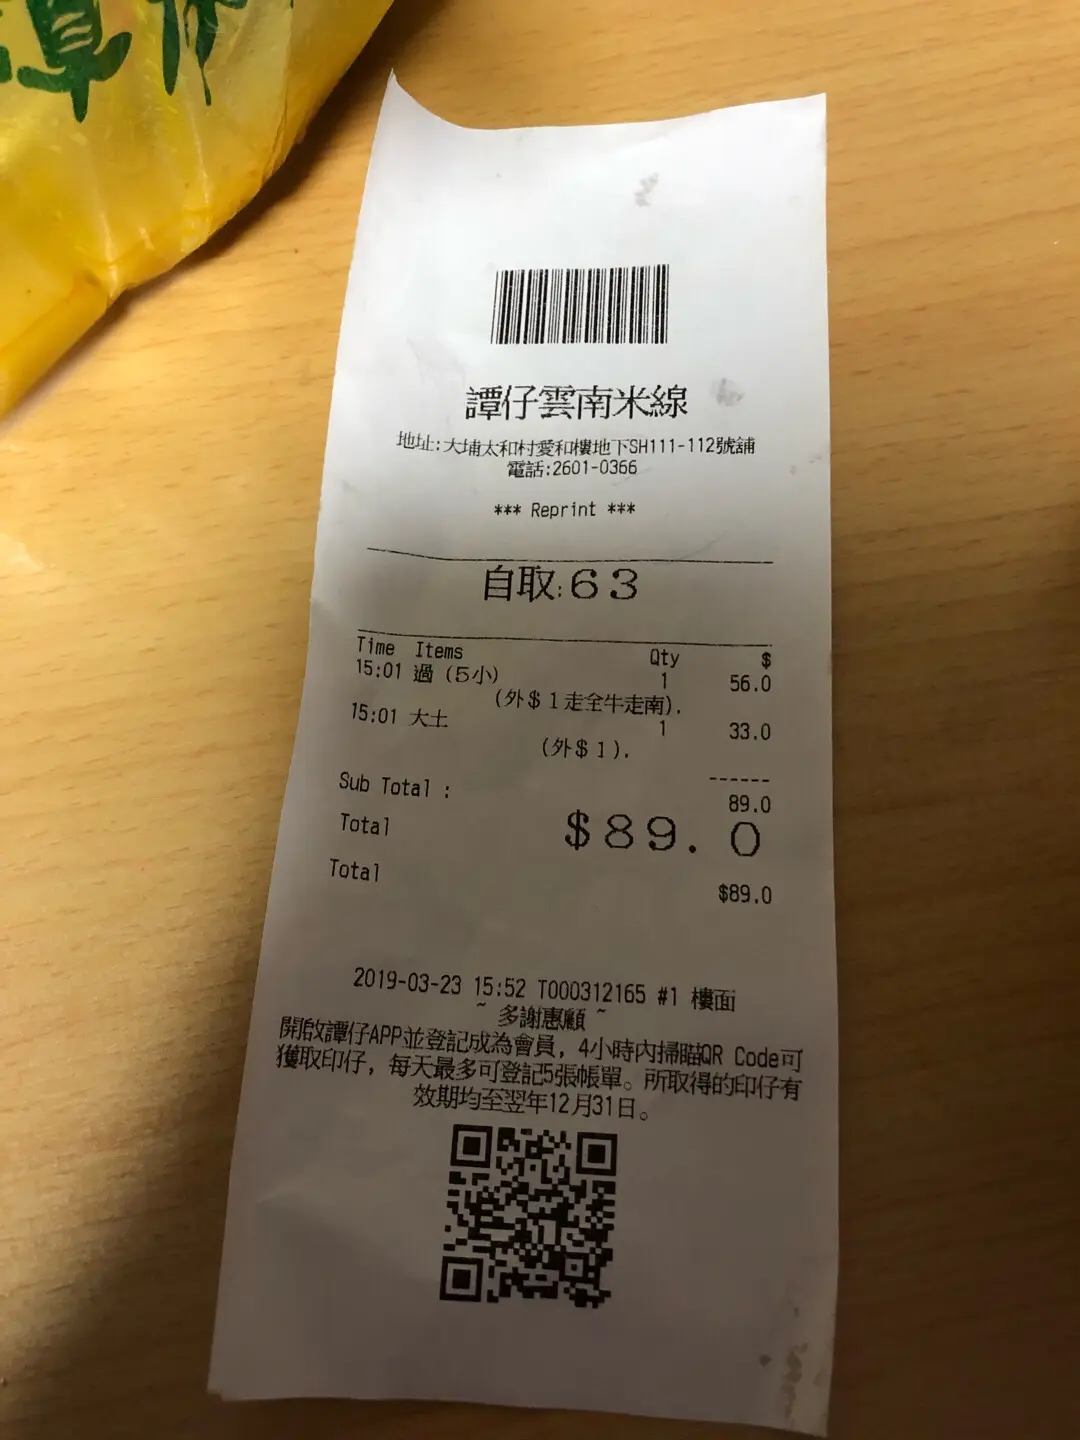 譚仔雲南米線
地址:大埔太和村愛和樓地下SH111-112號舖
電話:2601-0366
*** Reprint ***
自取:63
Time Items Qty $
15:01 過（5小） 1 56.0
(外＄1走全牛走南).
15:01 大土 1 33.0
(外＄1).
------
Sub Total : 89.0
Total $89.0
Total $89.0
2019-03-23 15:52 T000312165 #1 樓面
~ 多謝惠顧 ~
開啟譚仔APP並登記成為會員，4小時內掃瞄QR Code可
獲取印仔，每天最多可登記5張帳單。所取得的印仔有
效期均至翌年12月31日。